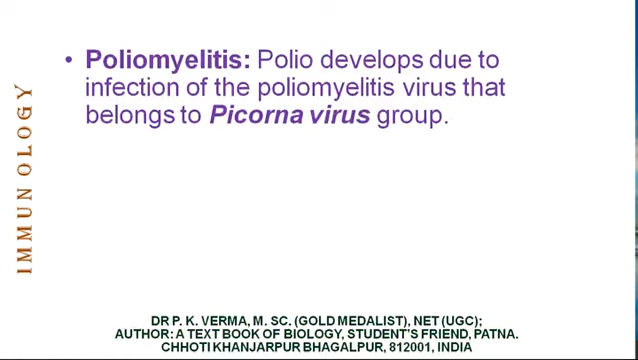 • Poliomyelitis: Polio develops due to
infection of the poliomyelitis virus that
belongs to Picorna virus group.
IMMUNOLOGY
DR P. K. VERMA, M. SC. (GOLD MEDALIST), NET (UGC);
AUTHOR: A TEXT BOOK OF BIOLOGY, STUDENT'S FRIEND, PATNA.
CHHOTI KHANJARPUR BHAGALPUR, 812001, INDIA